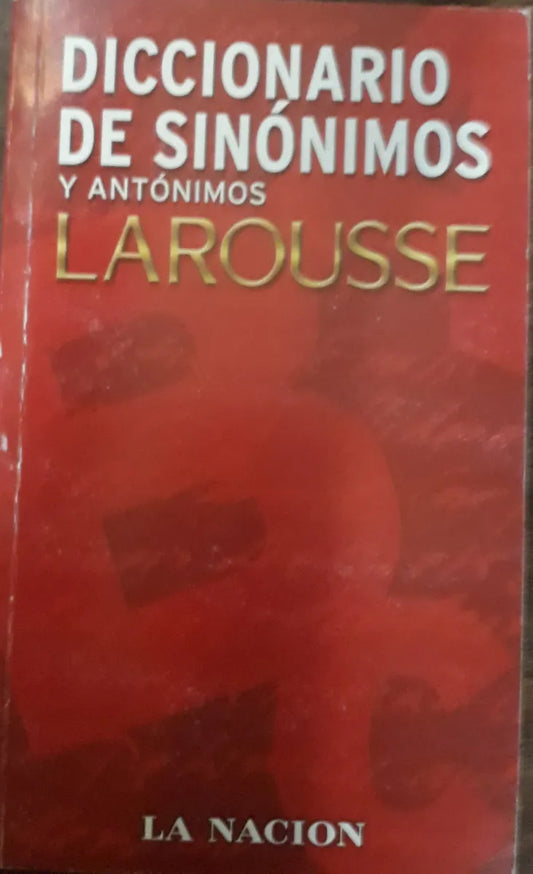 DICCIONARIO
DE SINÓNIMOS
Y ANTÓNIMOS
LAROUSSE
LA NACION